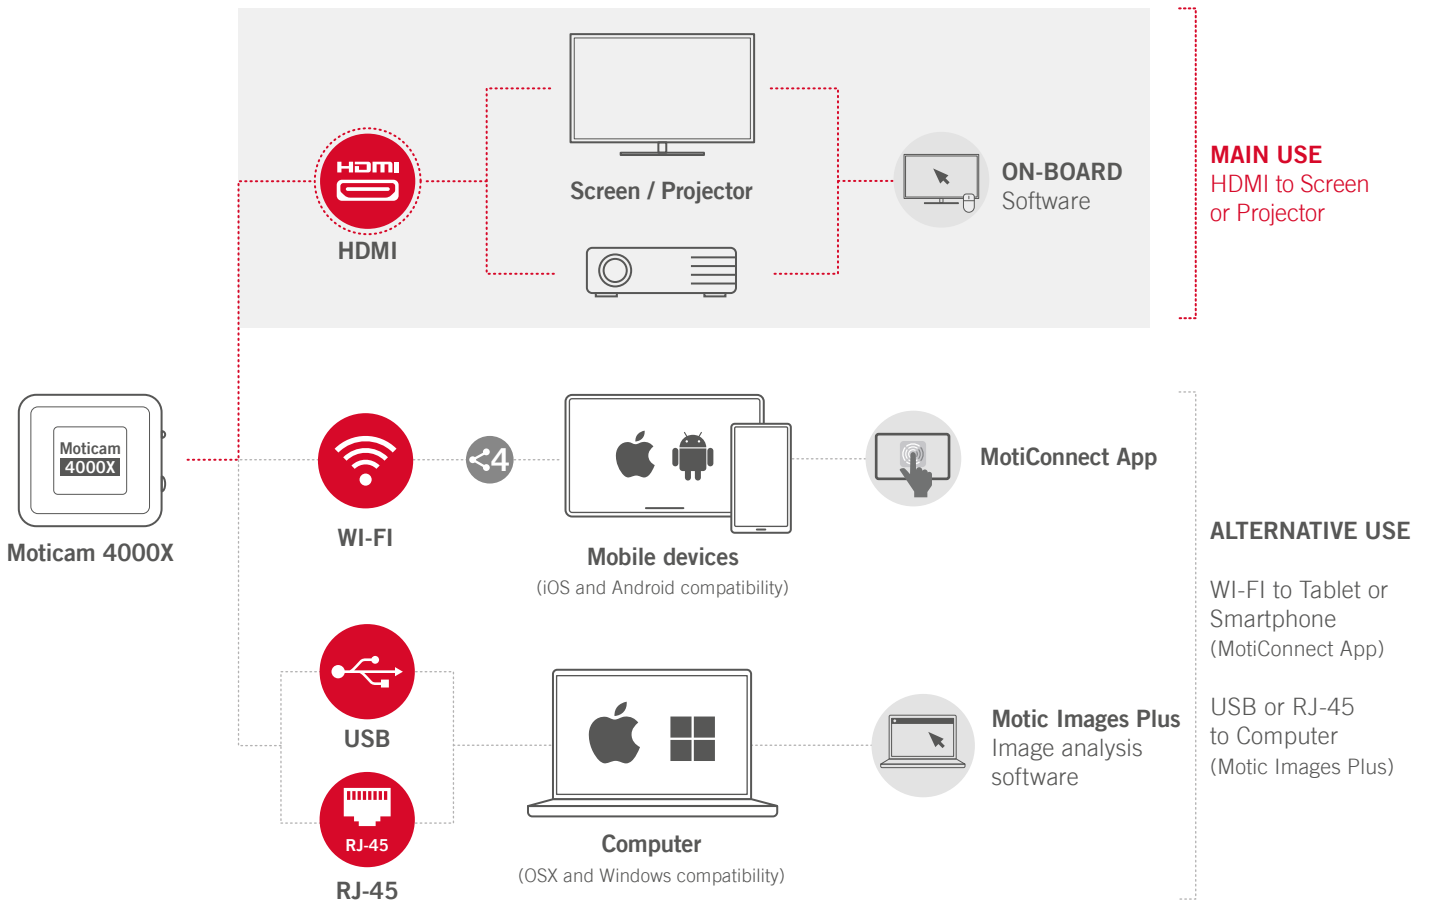 HDMI
HDMI
Screen / Projector
ON-BOARD
Software
MAIN USE
HDMI to Screen
or Projector
Moticam
4000X
Moticam 4000X
WI-FI
4
Mobile devices
(iOS and Android compatibility)
MotiConnect App
USB
RJ-45
RJ-45
Computer
(OSX and Windows compatibility)
Motic Images Plus
Image analysis
software
ALTERNATIVE USE
WI-FI to Tablet or
Smartphone
(MotiConnect App)
USB or RJ-45
to Computer
(Motic Images Plus)